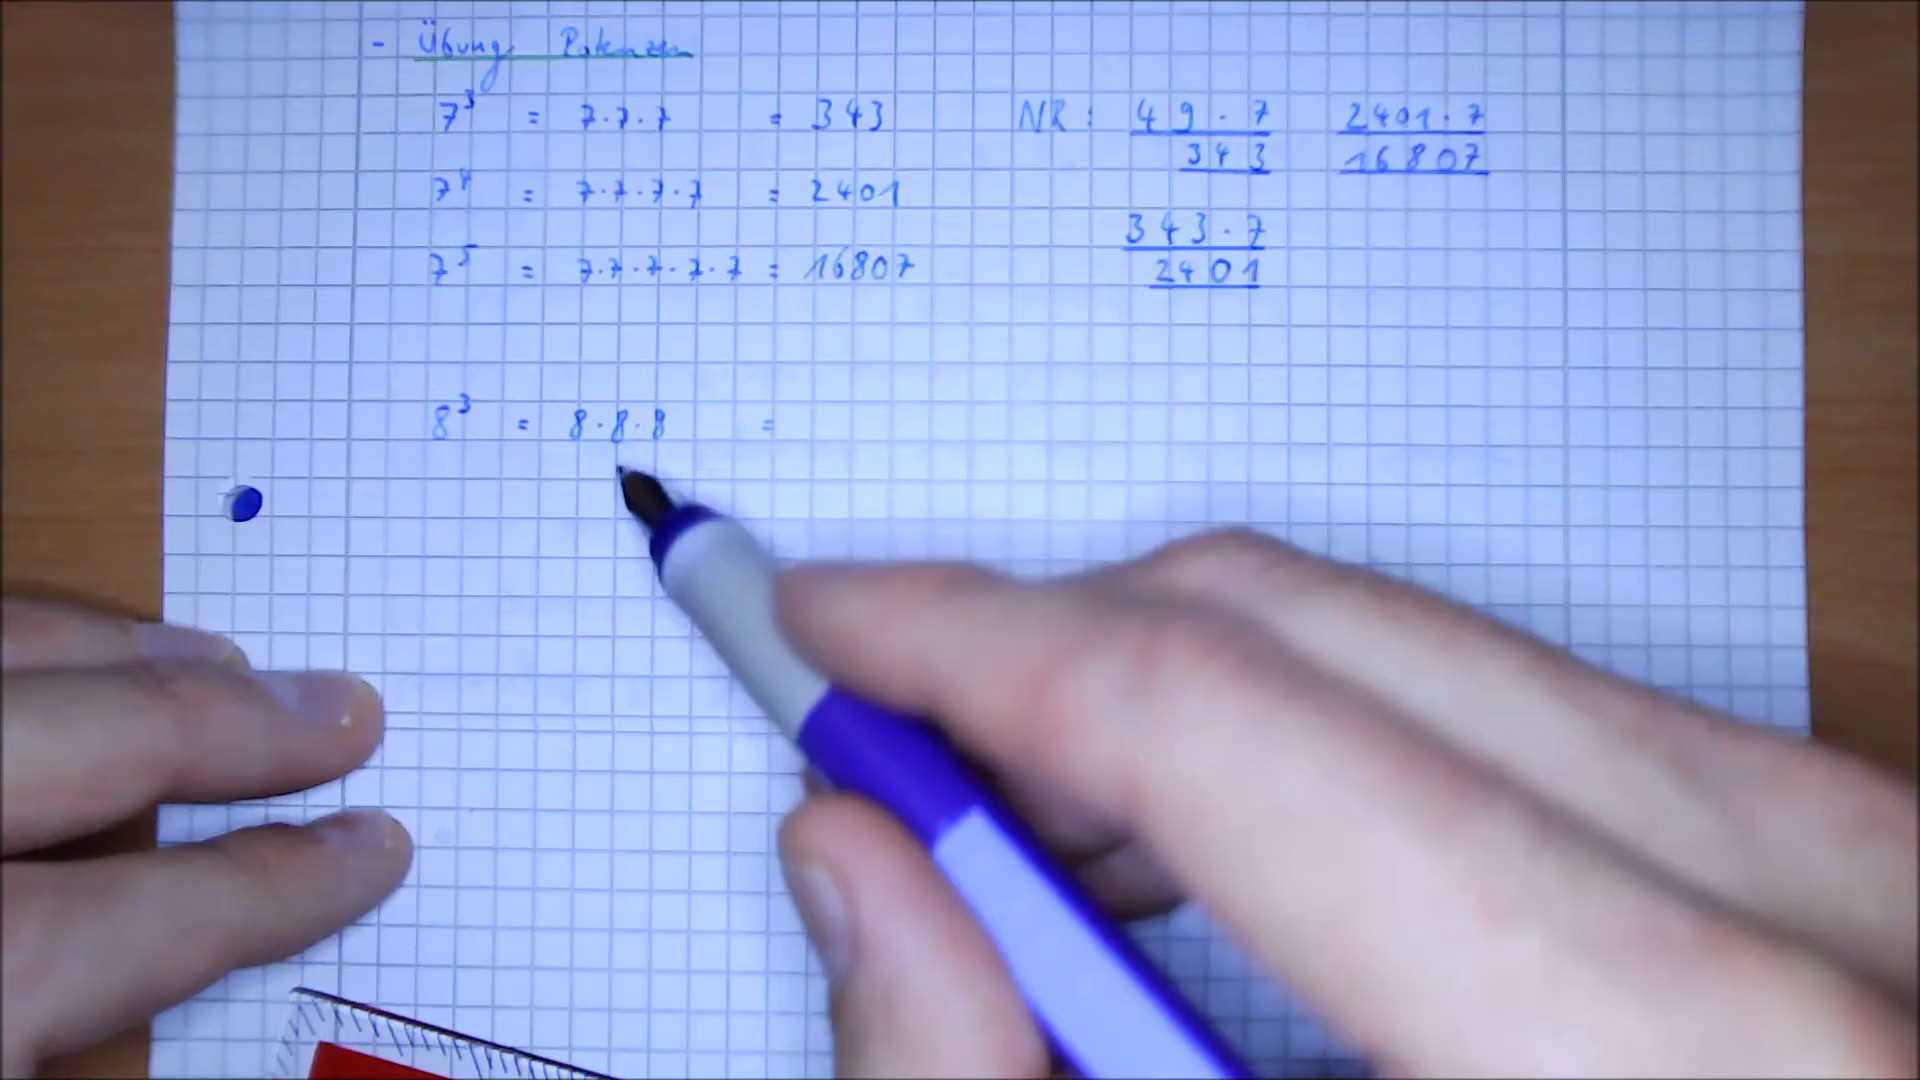 - Übung Potenzen
7³ = 7·7·7 = 343 NR: 49·7 2401·7
343 16807
7⁴ = 7·7·7·7 = 2401
343·7
7⁵ = 7·7·7·7·7 = 16807
2401
8³ = 8·8·8 =